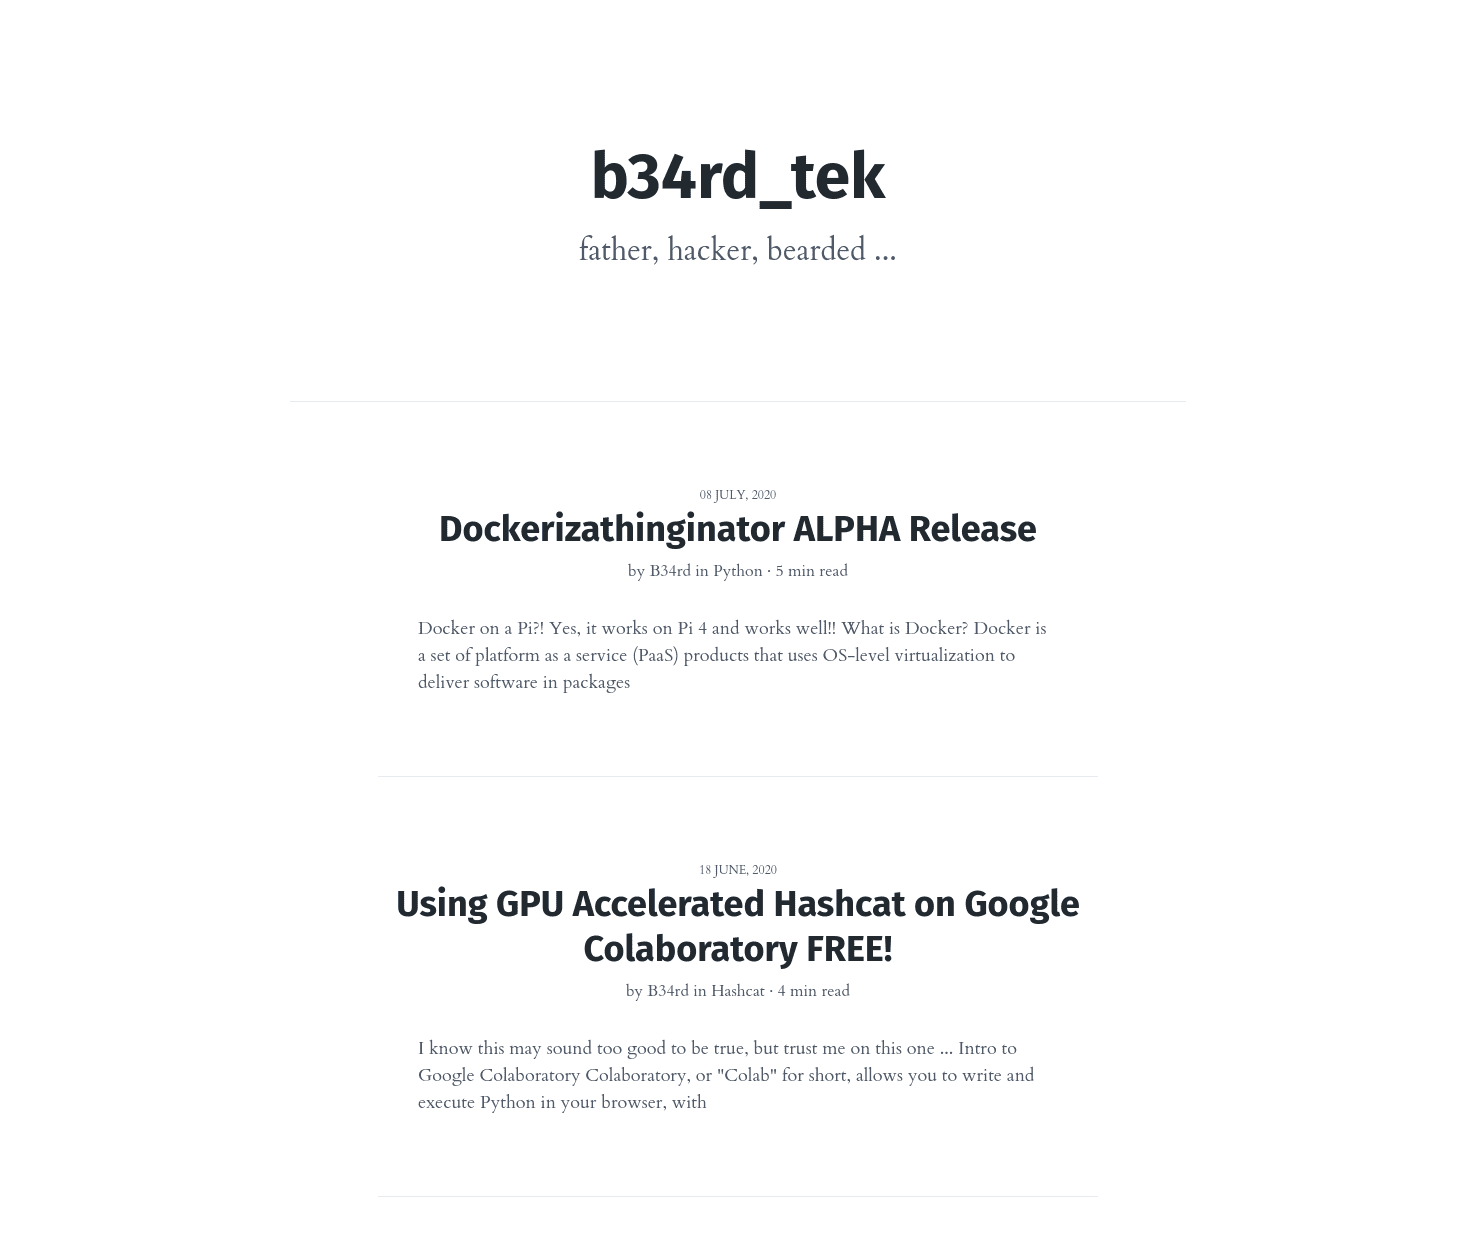 b34rd_tek
father, hacker, bearded ...
08 JULY, 2020
Dockerizathinginator ALPHA Release
by B34rd in Python · 5 min read
Docker on a Pi?! Yes, it works on Pi 4 and works well!! What is Docker? Docker is
a set of platform as a service (PaaS) products that uses OS-level virtualization to
deliver software in packages
18 JUNE, 2020
Using GPU Accelerated Hashcat on Google
Colaboratory FREE!
by B34rd in Hashcat · 4 min read
I know this may sound too good to be true, but trust me on this one ... Intro to
Google Colaboratory Colaboratory, or "Colab" for short, allows you to write and
execute Python in your browser, with